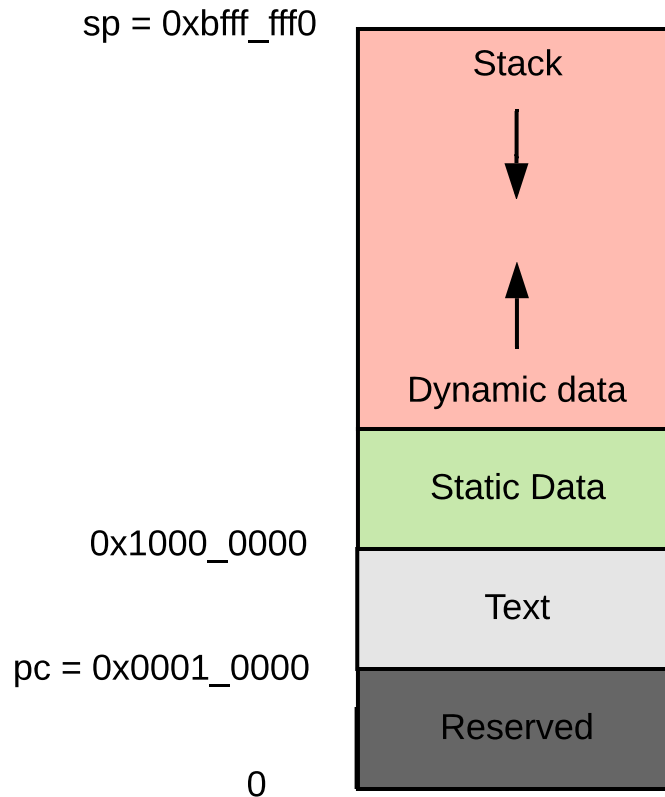 sp = 0xbfff_fff0
Stack
Dynamic data
Static Data
0x1000_0000
Text
pc = 0x0001_0000
Reserved
0